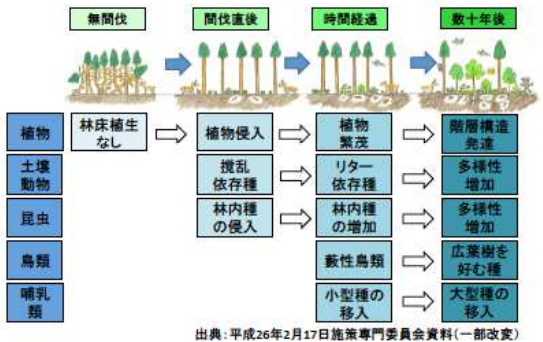 無間伐
間伐直後
時間経過
数十年後
植物
林床植生
なし
植物侵入
植物
繁茂
階層構造
発達
土壌
動物
撹乱
依存種
リター
依存種
多様性
増加
昆虫
林内種
の侵入
林内種
の増加
多様性
増加
鳥類
藪性鳥類
広葉樹を
好む種
哺乳
類
小型種の
移入
大型種の
移入
出典：平成26年2月17日施策専門委員会資料（一部改変）